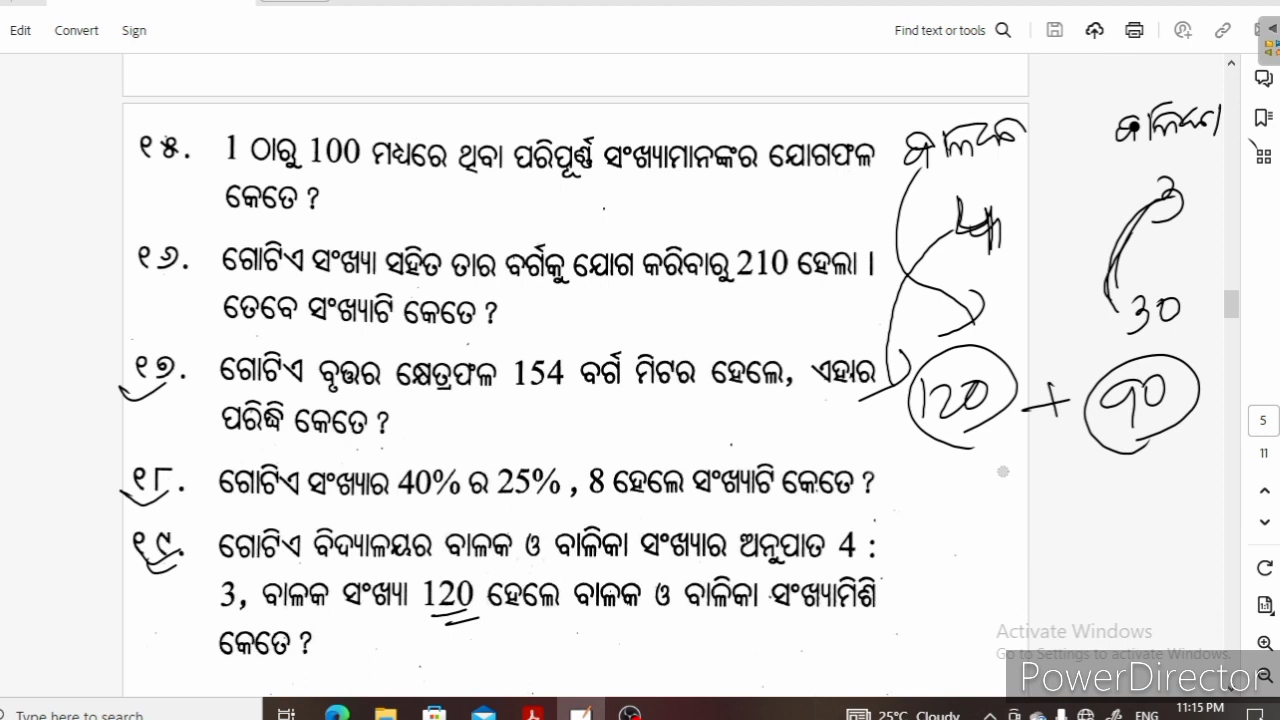 Edit Convert Sign Find text or tools
୧୫. 1 ଠାରୁ 100 ମଧ୍ୟରେ ଥିବା ପରିପୂର୍ଣ୍ଣ ସଂଖ୍ୟାମାନଙ୍କର ଯୋଗଫଳ
କେତେ ?
୧୬. ଗୋଟିଏ ସଂଖ୍ୟା ସହିତ ତାର ବର୍ଗକୁ ଯୋଗ କରିବାରୁ 210 ହେଲା ।
ତେବେ ସଂଖ୍ୟାଟି କେତେ ?
୧୭. ଗୋଟିଏ ବୃତ୍ତର କ୍ଷେତ୍ରଫଳ 154 ବର୍ଗ ମିଟର ହେଲେ, ଏହାର
ପରିଧି କେତେ ?
୧୮. ଗୋଟିଏ ସଂଖ୍ୟାର 40% ର 25% , 8 ହେଲେ ସଂଖ୍ୟାଟି କେତେ ?
୧୯. ଗୋଟିଏ ବିଦ୍ୟାଳୟର ବାଳକ ଓ ବାଳିକା ସଂଖ୍ୟାର ଅନୁପାତ 4 :
3, ବାଳକ ସଂଖ୍ୟା 120 ହେଲେ ବାଳକ ଓ ବାଳିକା ସଂଖ୍ୟାମିଶି
କେତେ ?
ବାଳକ ବାଳିକା
4 3
30
120 + 90
5
11
Activate Windows
Go to Settings to activate Windows.
PowerDirector
Type here to search 25°C Cloudy ENG 11:15 PM